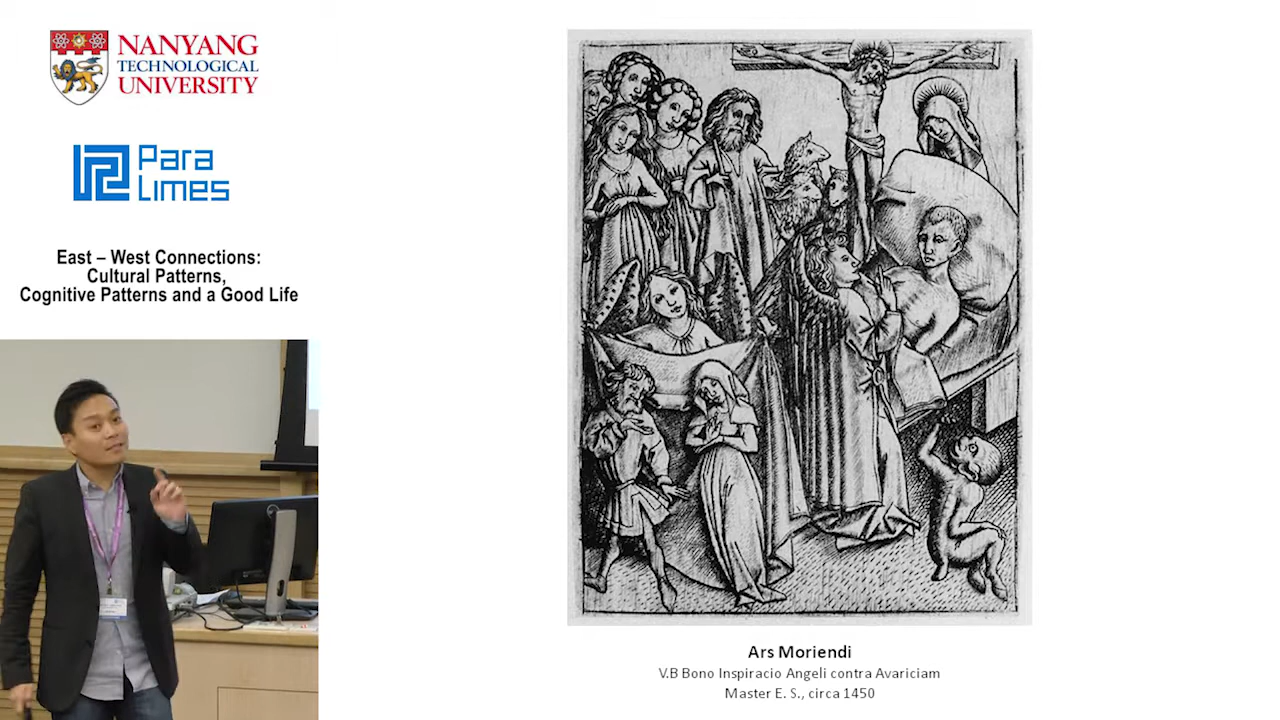 NANYANG
TECHNOLOGICAL
UNIVERSITY
Para
Limes
East – West Connections:
Cultural Patterns,
Cognitive Patterns and a Good Life
Ars Moriendi
V.B Bono Inspiracio Angeli contra Avariciam
Master E. S., circa 1450